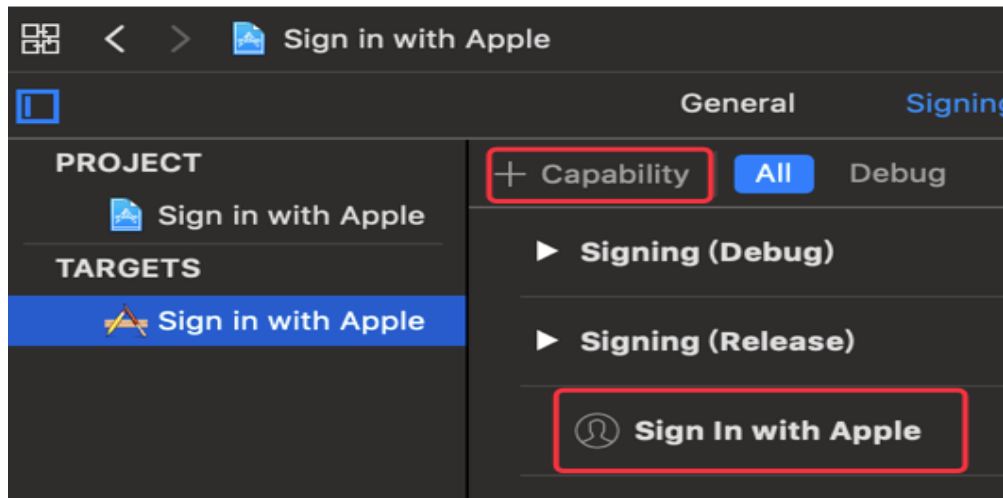 Sign in with Apple
General Signing
PROJECT
Sign in with Apple
TARGETS
Sign in with Apple
+ Capability All Debug
Signing (Debug)
Signing (Release)
Sign In with Apple